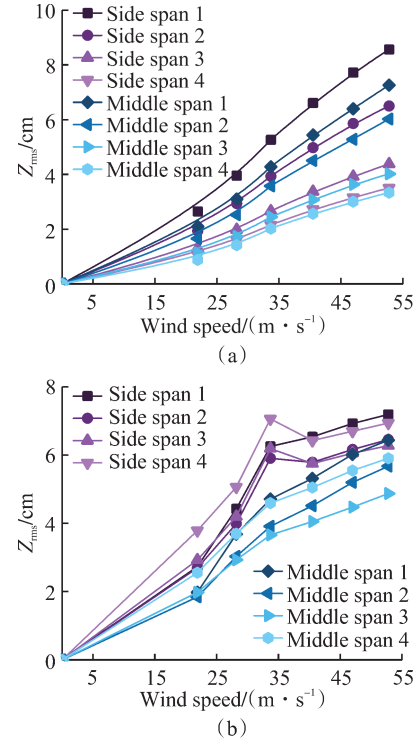 10
8
6
4
2
0
Z_rms/cm
Side span 1
Side span 2
Side span 3
Side span 4
Middle span 1
Middle span 2
Middle span 3
Middle span 4
5 15 25 35 45 55
Wind speed/(m · s⁻¹)
(a)
8
6
4
2
0
Z_rms/cm
Side span 1
Side span 2
Side span 3
Side span 4
Middle span 1
Middle span 2
Middle span 3
Middle span 4
5 15 25 35 45 55
Wind speed/(m · s⁻¹)
(b)